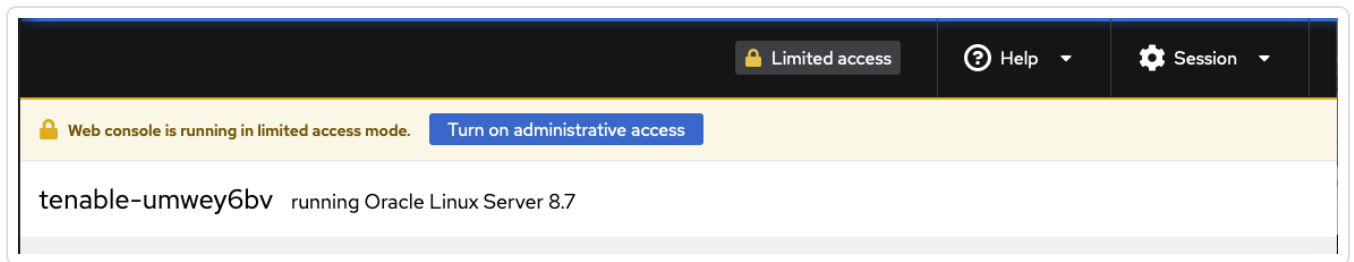 Limited access Help Session
Web console is running in limited access mode. Turn on administrative access
tenable-umwey6bv running Oracle Linux Server 8.7